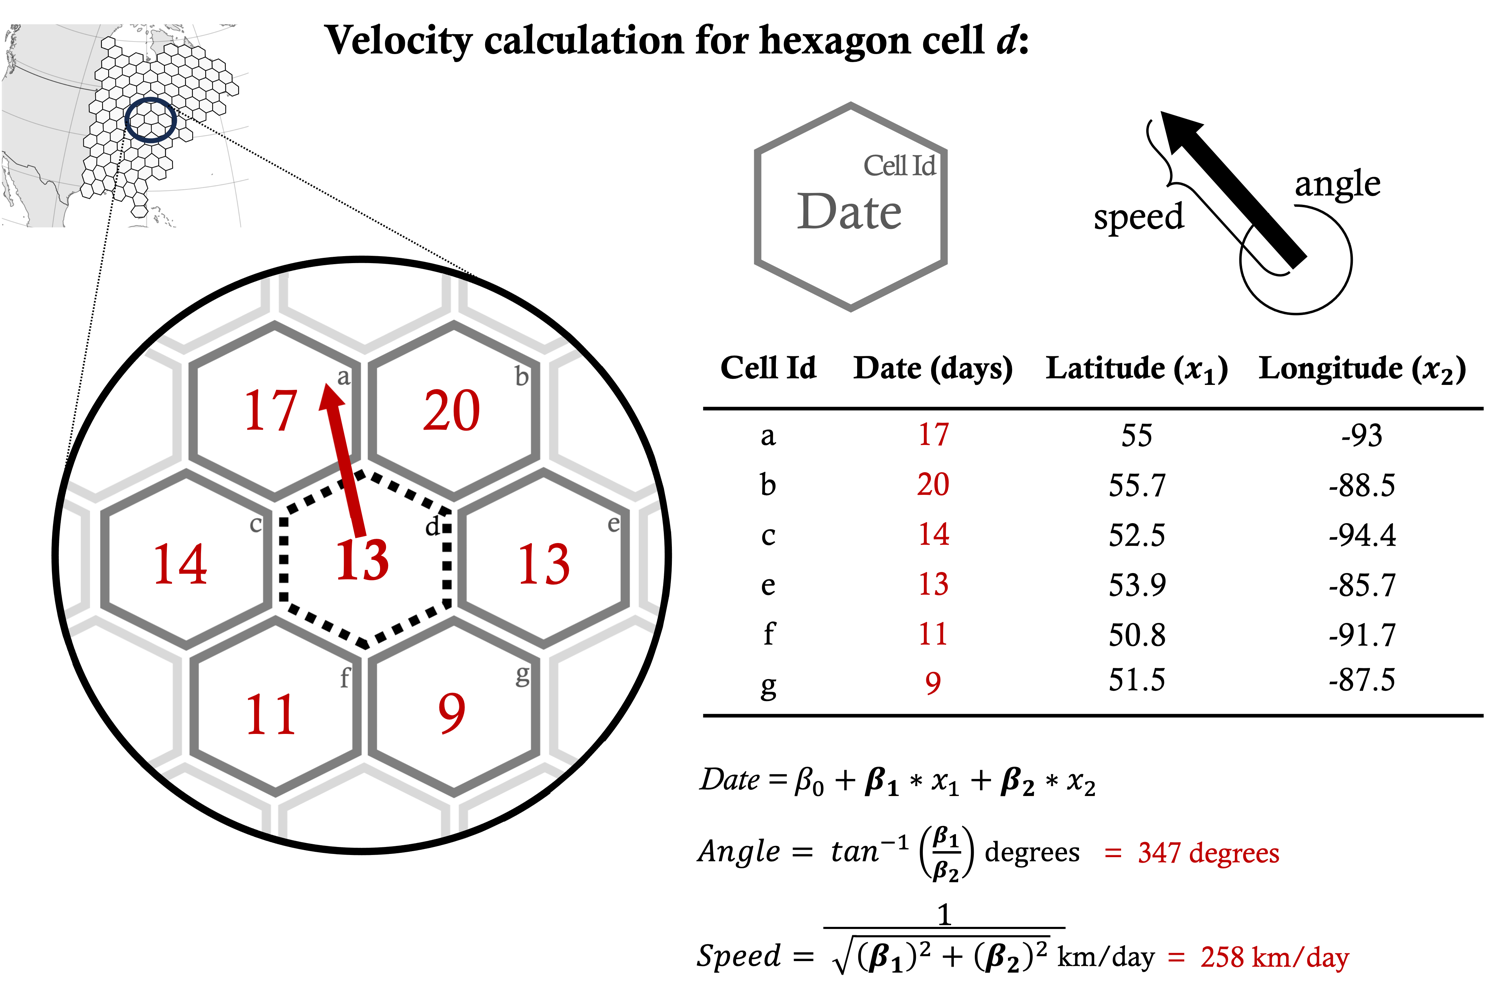 Velocity calculation for hexagon cell d:
Cell Id
Date
speed
angle
a
17
b
20
c
14
d
13
e
13
f
11
g
9
Cell Id Date (days) Latitude (x₁) Longitude (x₂)
a 17 55 -93
b 20 55.7 -88.5
c 14 52.5 -94.4
e 13 53.9 -85.7
f 11 50.8 -91.7
g 9 51.5 -87.5
Date = β₀ + β₁ * x₁ + β₂ * x₂
Angle = tan⁻¹ (β₁/β₂) degrees = 347 degrees
Speed = 1/√(β₁)² + (β₂)² km/day = 258 km/day